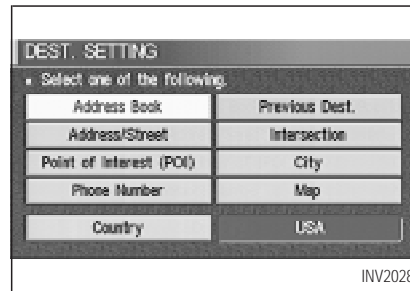 DEST. SETTING
Select one of the following.
Address Book Previous Dest.
Address/Street Intersection
Point of Interest (POI) City
Phone Number Map
Country USA
INV2028